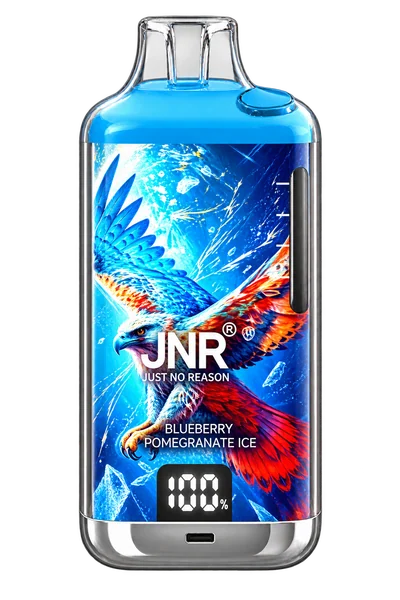 JNR®
JUST NO REASON
BLUEBERRY
POMEGRANATE ICE
100%